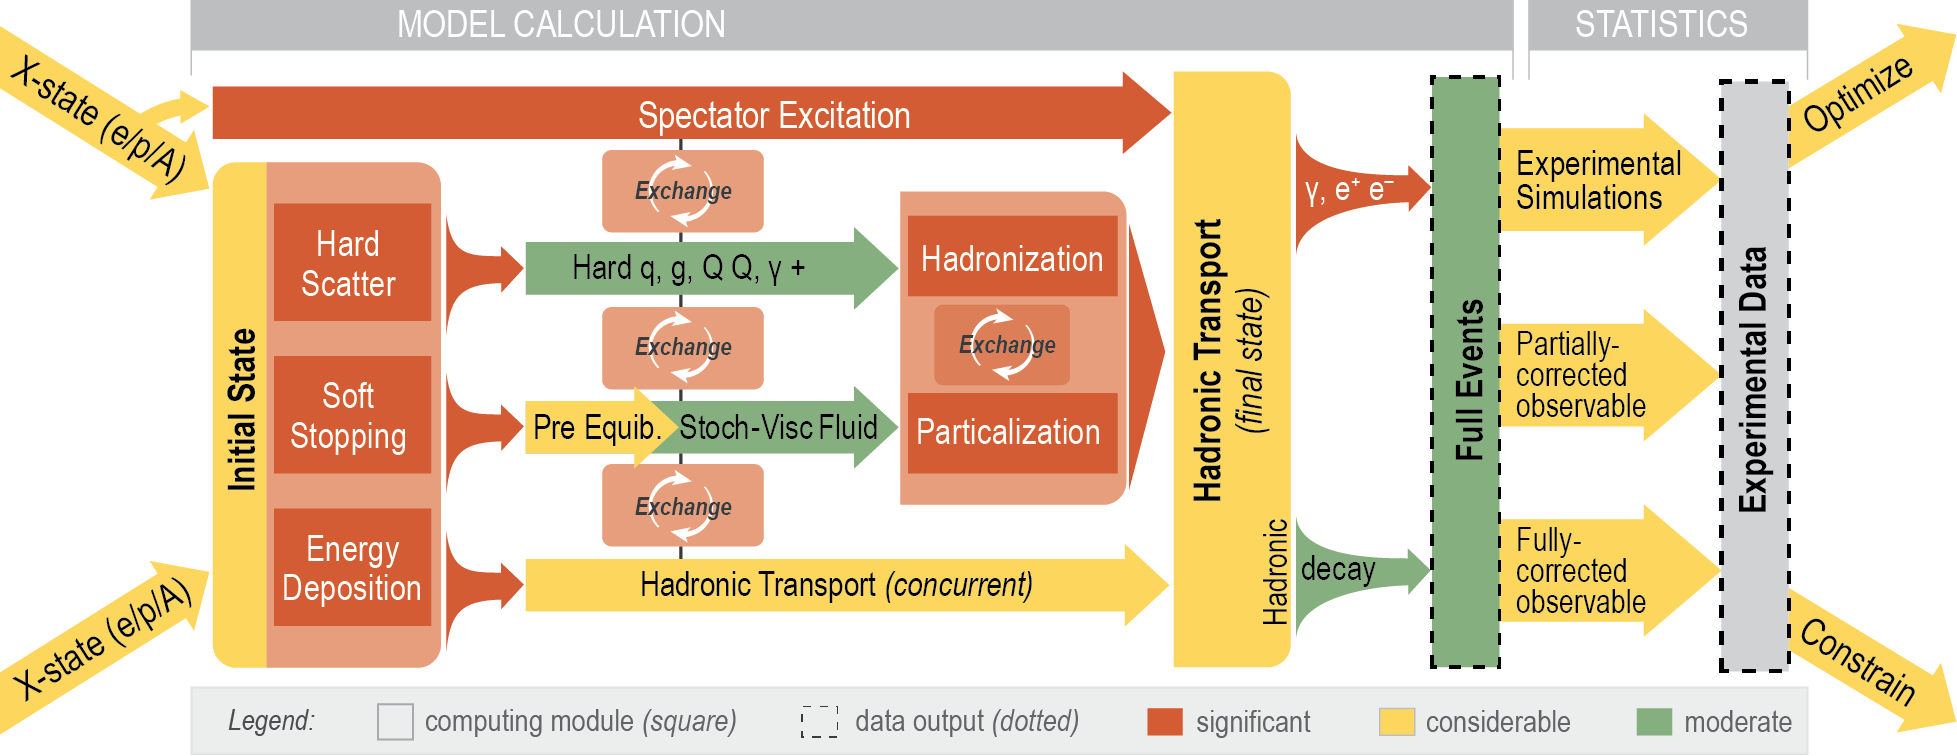 MODEL CALCULATION
STATISTICS
X-state (e/p/A)
Spectator Excitation
Optimize
Exchange
Experimental
Simulations
γ, e⁺ e⁻
Hard
Scatter
Hard q, g, Q Q, γ +
Hadronization
Initial State
Exchange
Exchange
Hadronic Transport
(final state)
Full Events
Partially-
corrected
observable
Experimental Data
Soft
Stopping
Pre Equib.
Stoch-Visc Fluid
Particalization
Exchange
Energy
Deposition
Hadronic Transport (concurrent)
Hadronic
decay
Fully-
corrected
observable
X-state (e/p/A)
Constrain
Legend:
computing module (square)
data output (dotted)
significant
considerable
moderate